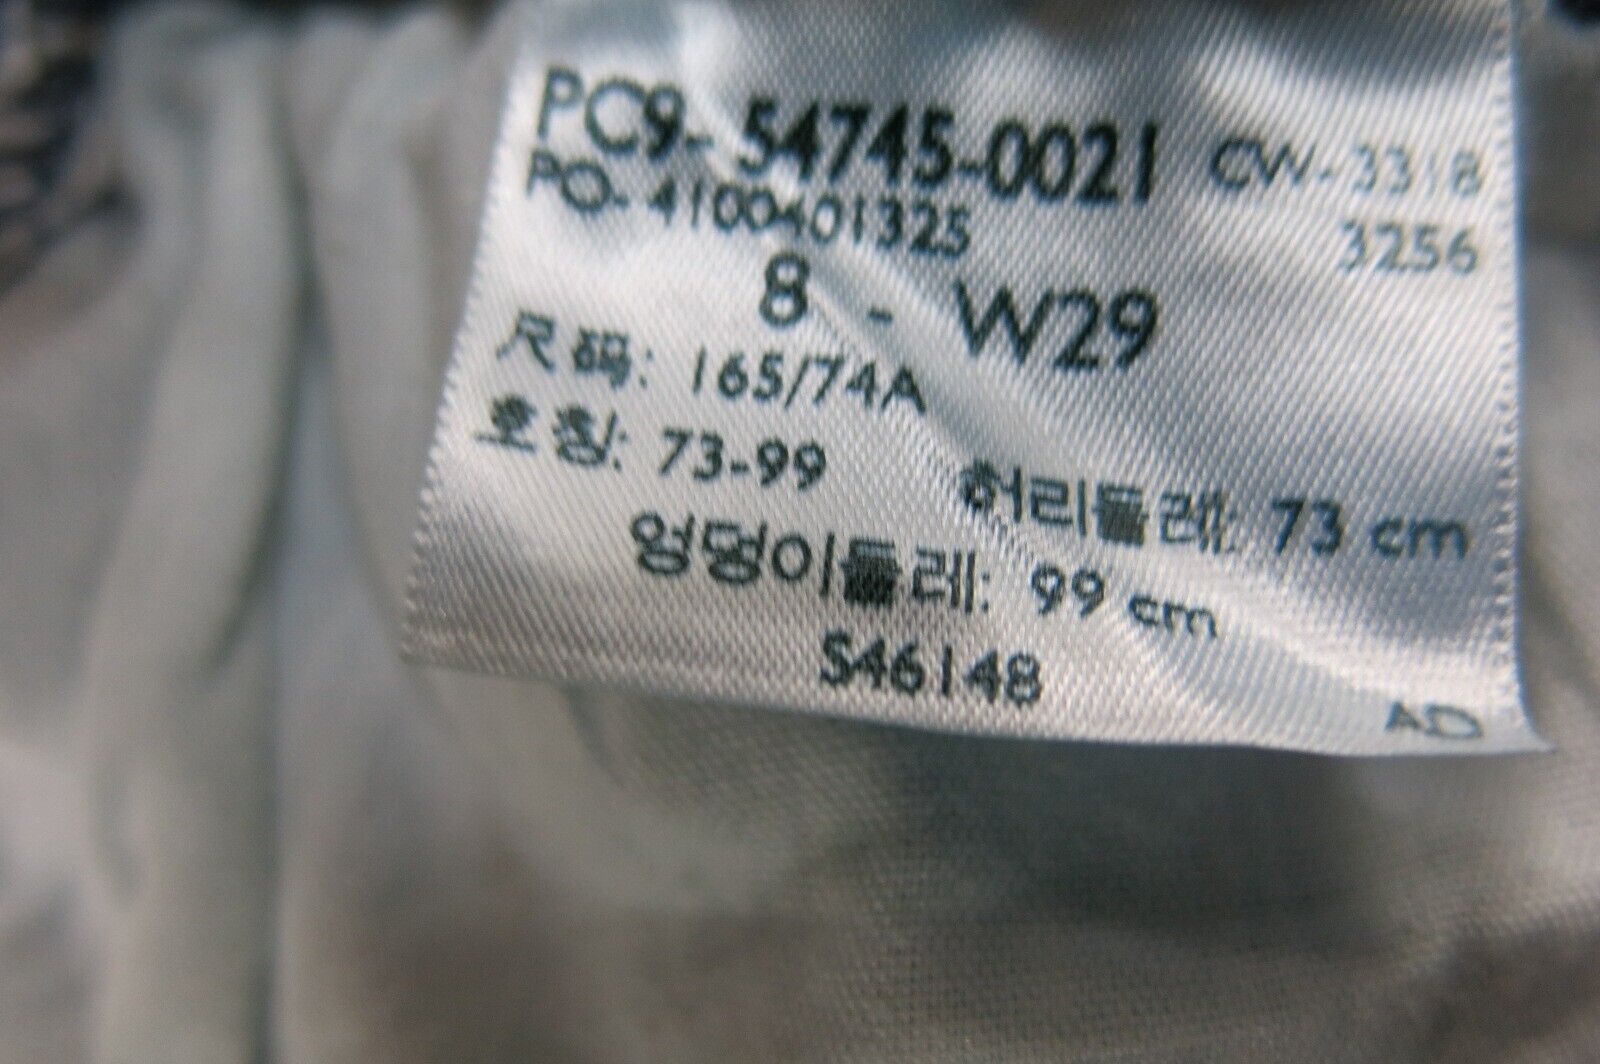 PC9-54745-0021 CW-3318
PO-4100401325 3256
8 - W29
尺码: 165/74A
호칭: 73-99 허리둘레: 73 cm
엉덩이둘레: 99 cm
546148
AD